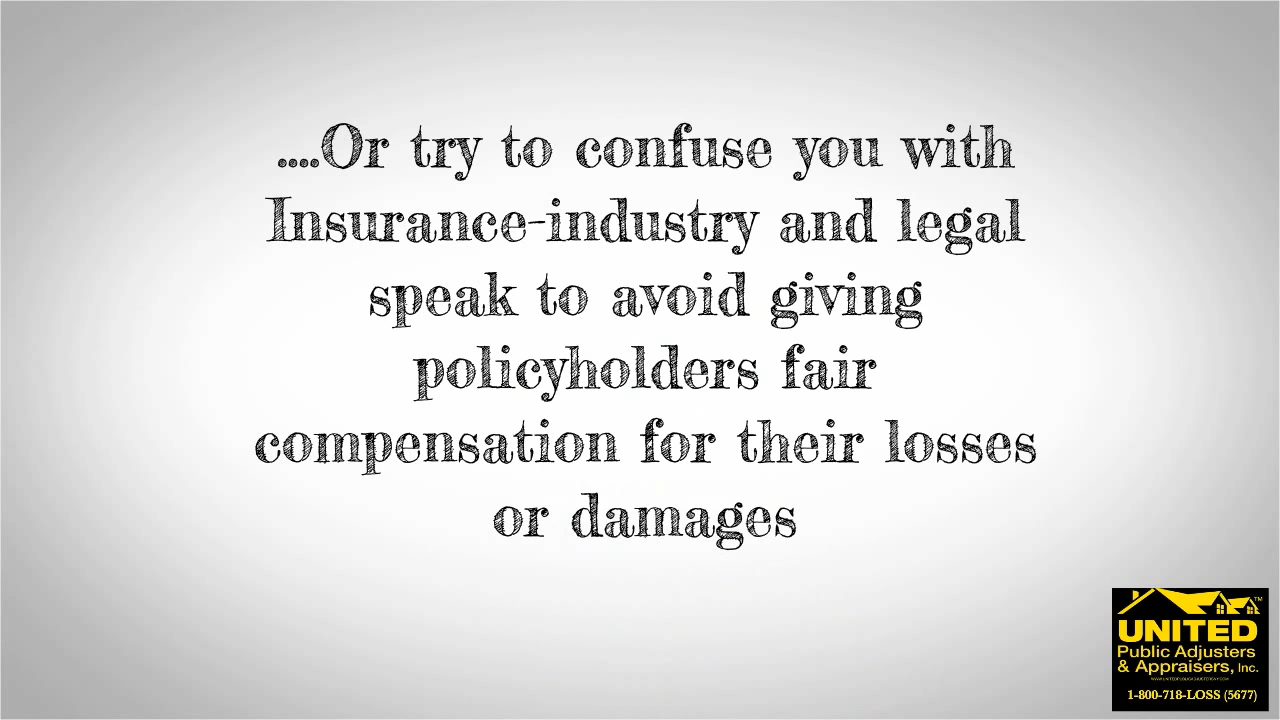 ....Or try to confuse you with
Insurance-industry and legal
speak to avoid giving
policyholders fair
compensation for their losses
or damages
TM
UNITED
Public Adjusters
& Appraisers, Inc.
1-800-718-LOSS (5677)